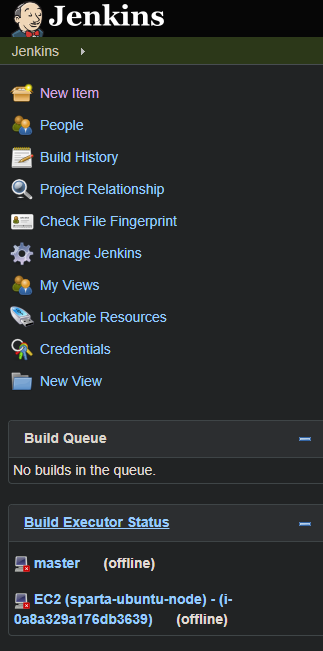 Jenkins
Jenkins
New Item
People
Build History
Project Relationship
Check File Fingerprint
Manage Jenkins
My Views
Lockable Resources
Credentials
New View
Build Queue
No builds in the queue.
Build Executor Status
master (offline)
EC2 (sparta-ubuntu-node) - (i-
0a8a329a176db3639) (offline)